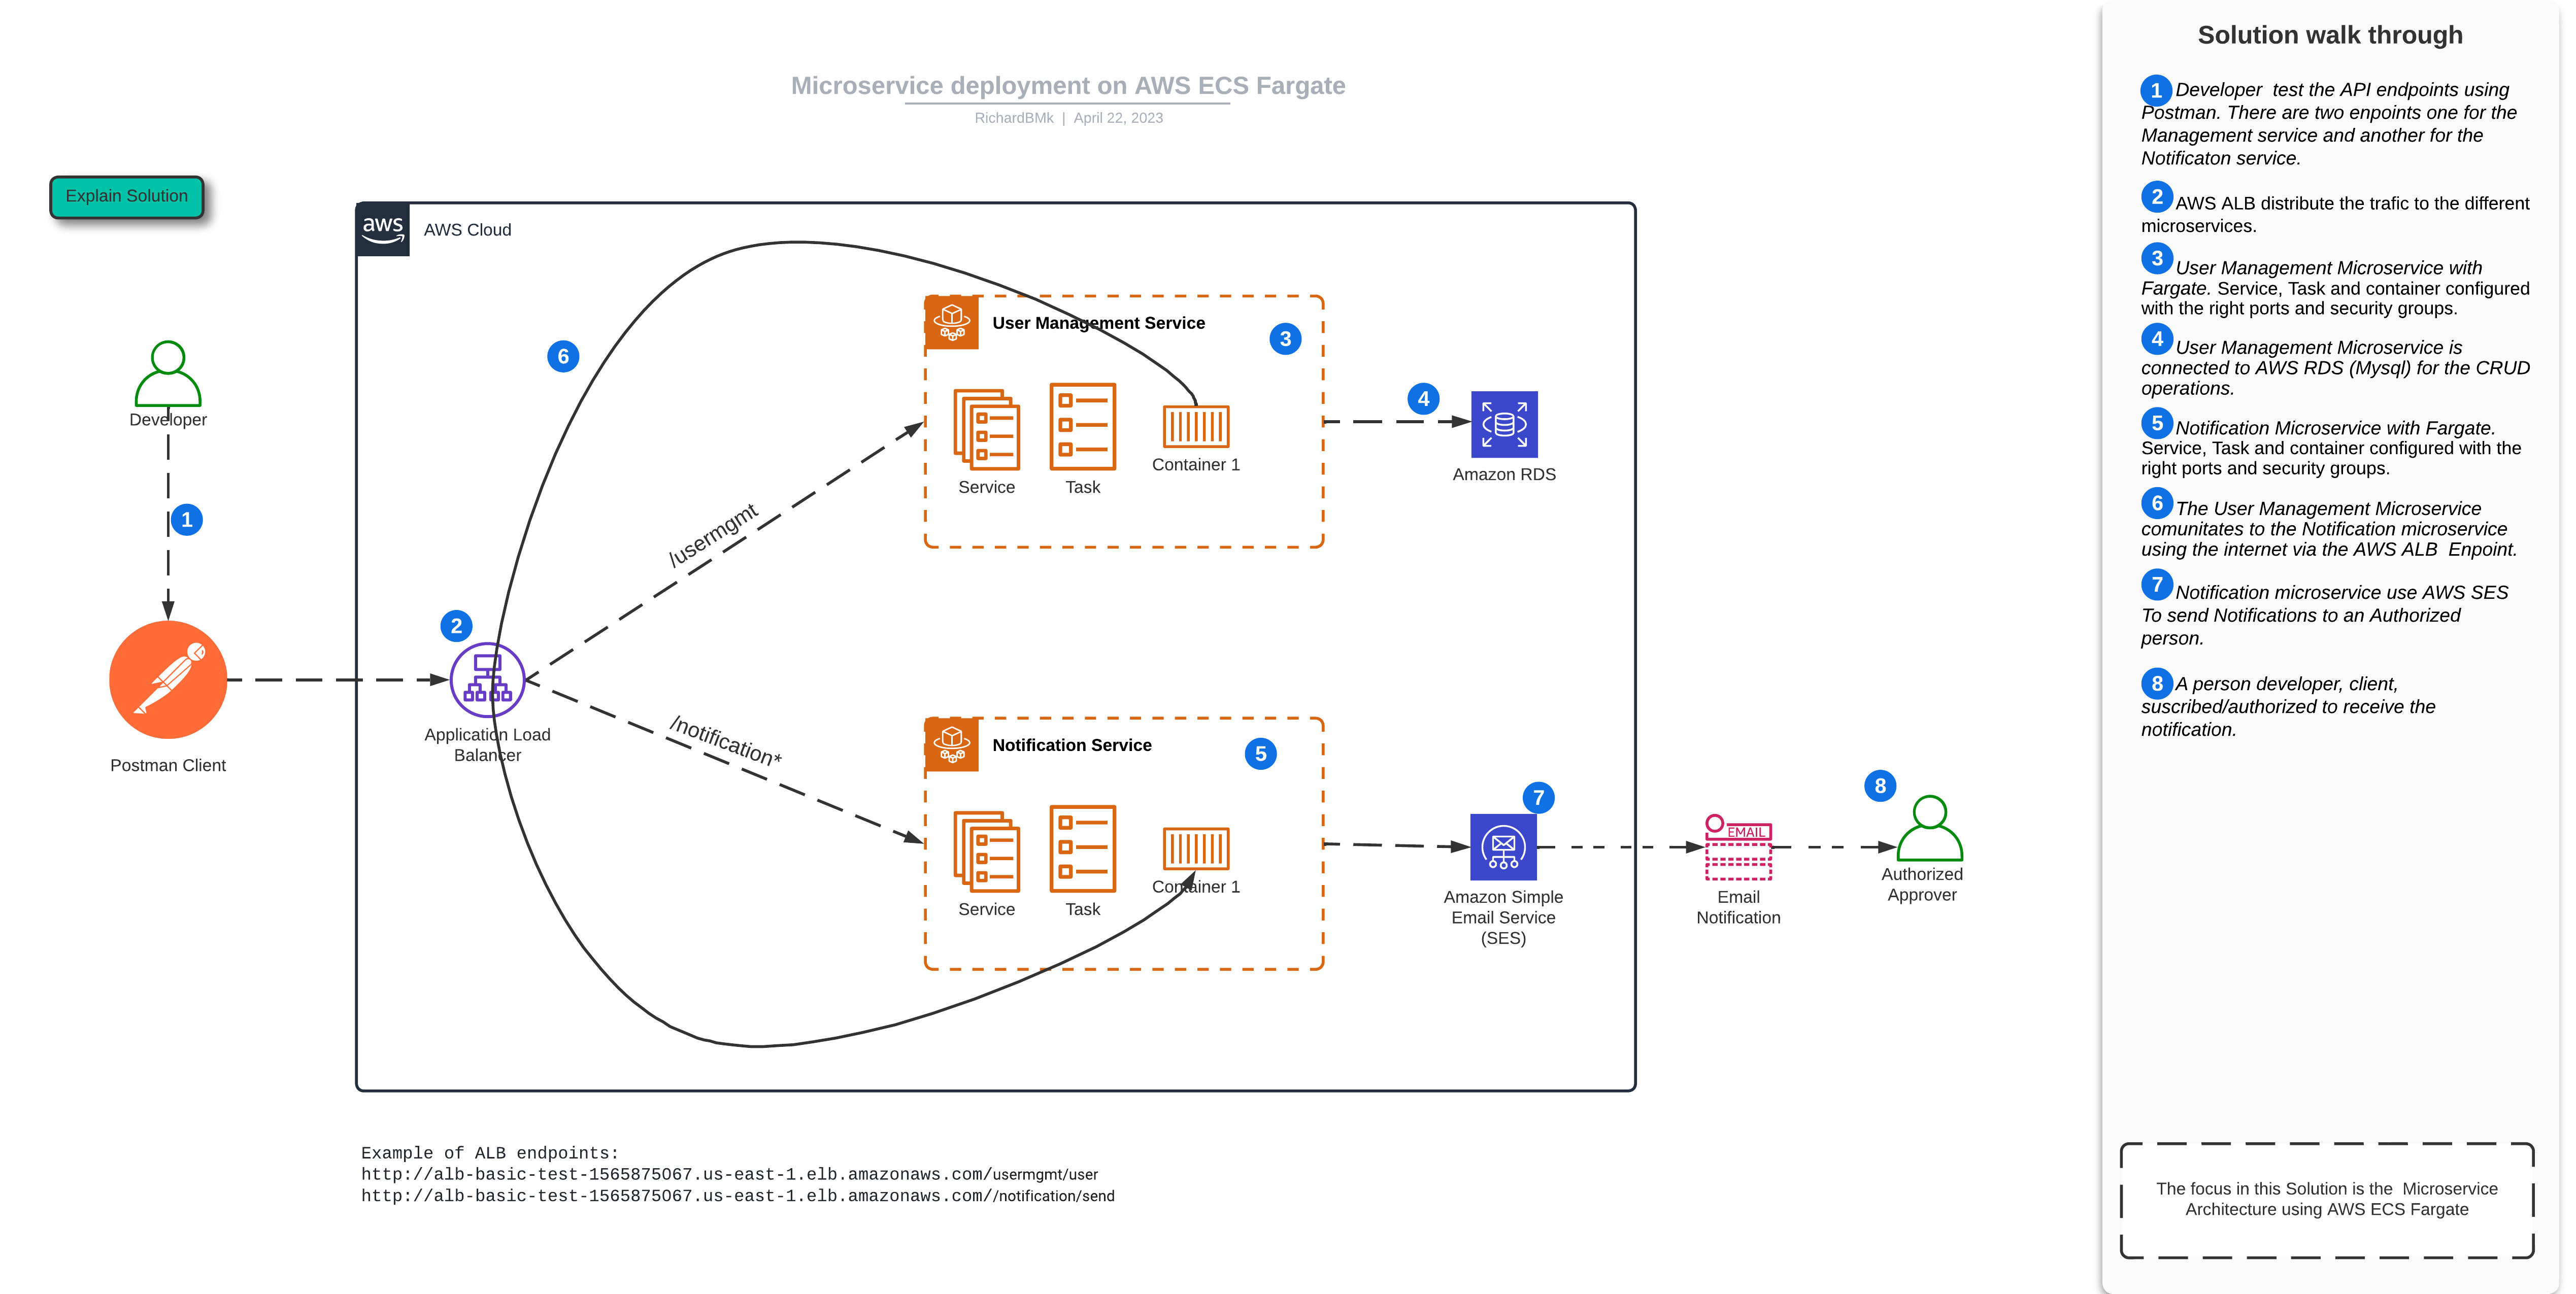 Microservice deployment on AWS ECS Fargate
RichardBMk | April 22, 2023
Explain Solution
aws
AWS Cloud
Developer
1
Postman Client
2
Application Load
Balancer
6
/usermgmt
/notification*
User Management Service
3
Service
Task
Container 1
4
Amazon RDS
Notification Service
5
Service
Task
Container 1
7
Amazon Simple
Email Service
(SES)
EMAIL
Email
Notification
8
Authorized
Approver
Example of ALB endpoints:
http://alb-basic-test-1565875067.us-east-1.elb.amazonaws.com/usermgmt/user
http://alb-basic-test-1565875067.us-east-1.elb.amazonaws.com//notification/send
Solution walk through
1 Developer test the API endpoints using
Postman. There are two enpoints one for the
Management service and another for the
Notificaton service.
2 AWS ALB distribute the trafic to the different
microservices.
3 User Management Microservice with
Fargate. Service, Task and container configured
with the right ports and security groups.
4 User Management Microservice is
connected to AWS RDS (Mysql) for the CRUD
operations.
5 Notification Microservice with Fargate.
Service, Task and container configured with the
right ports and security groups.
6 The User Management Microservice
comunitates to the Notification microservice
using the internet via the AWS ALB Enpoint.
7 Notification microservice use AWS SES
To send Notifications to an Authorized
person.
8 A person developer, client,
suscribed/authorized to receive the
notification.
The focus in this Solution is the Microservice
Architecture using AWS ECS Fargate